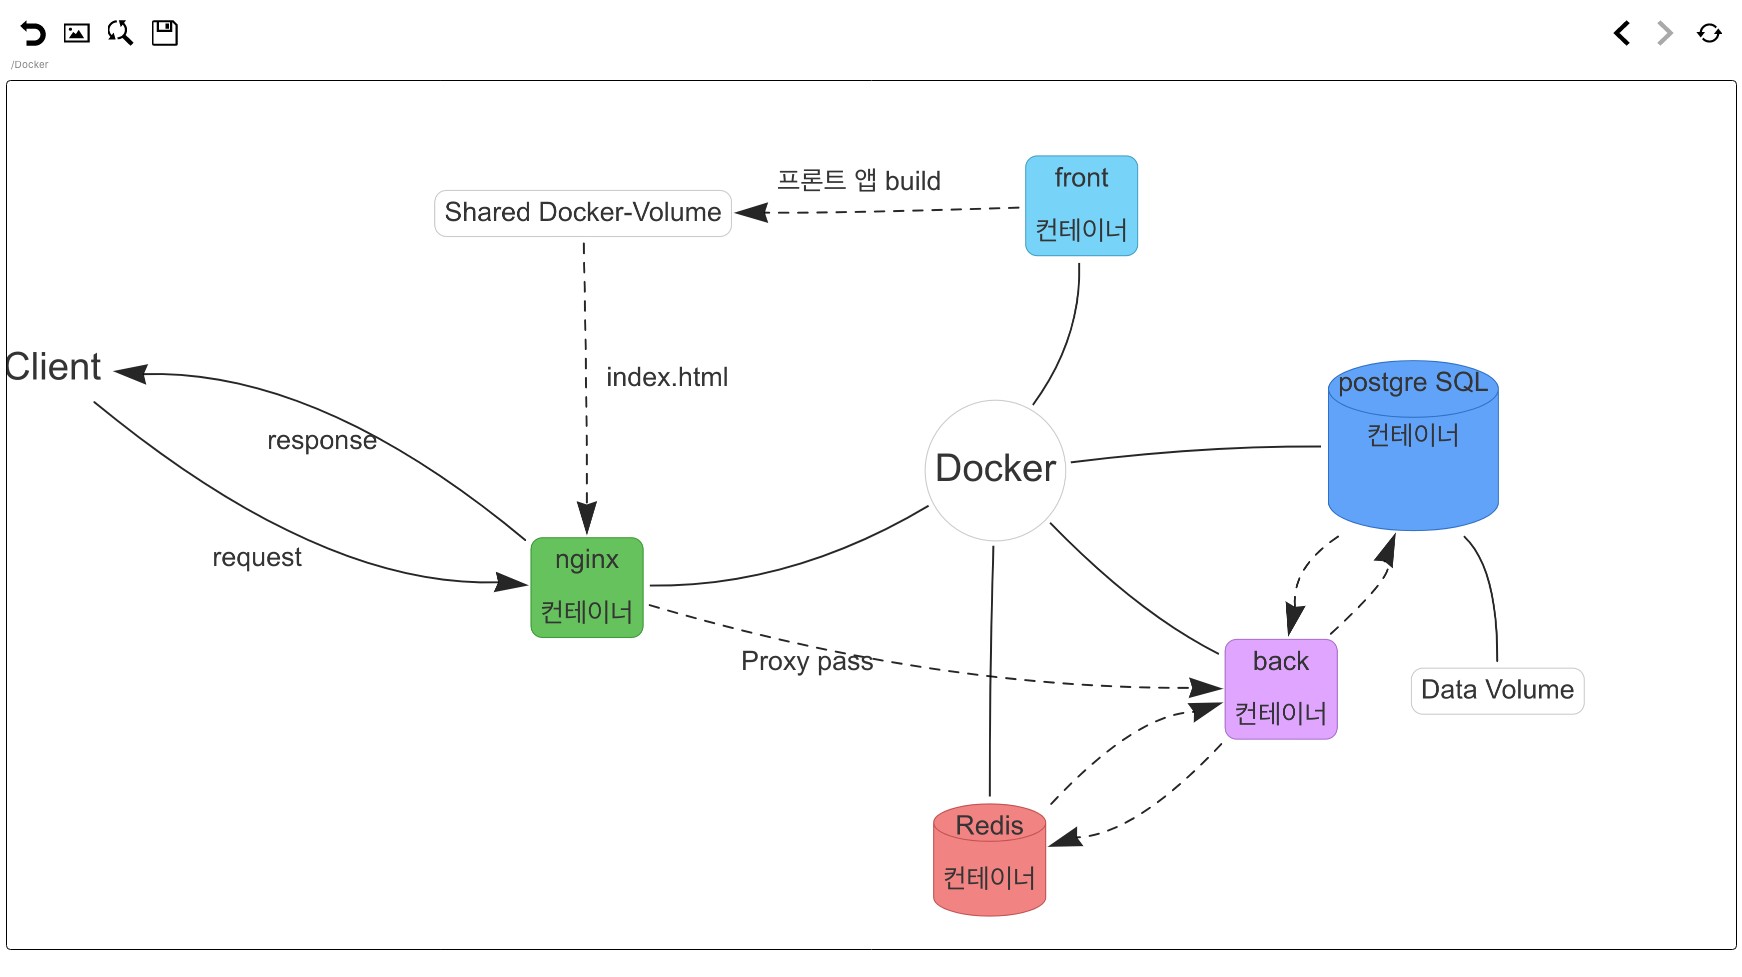 /Docker
프론트 앱 build
front
컨테이너
Shared Docker-Volume
Client
index.html
postgre SQL
컨테이너
response
Docker
request
nginx
컨테이너
Proxy pass
back
컨테이너
Data Volume
Redis
컨테이너